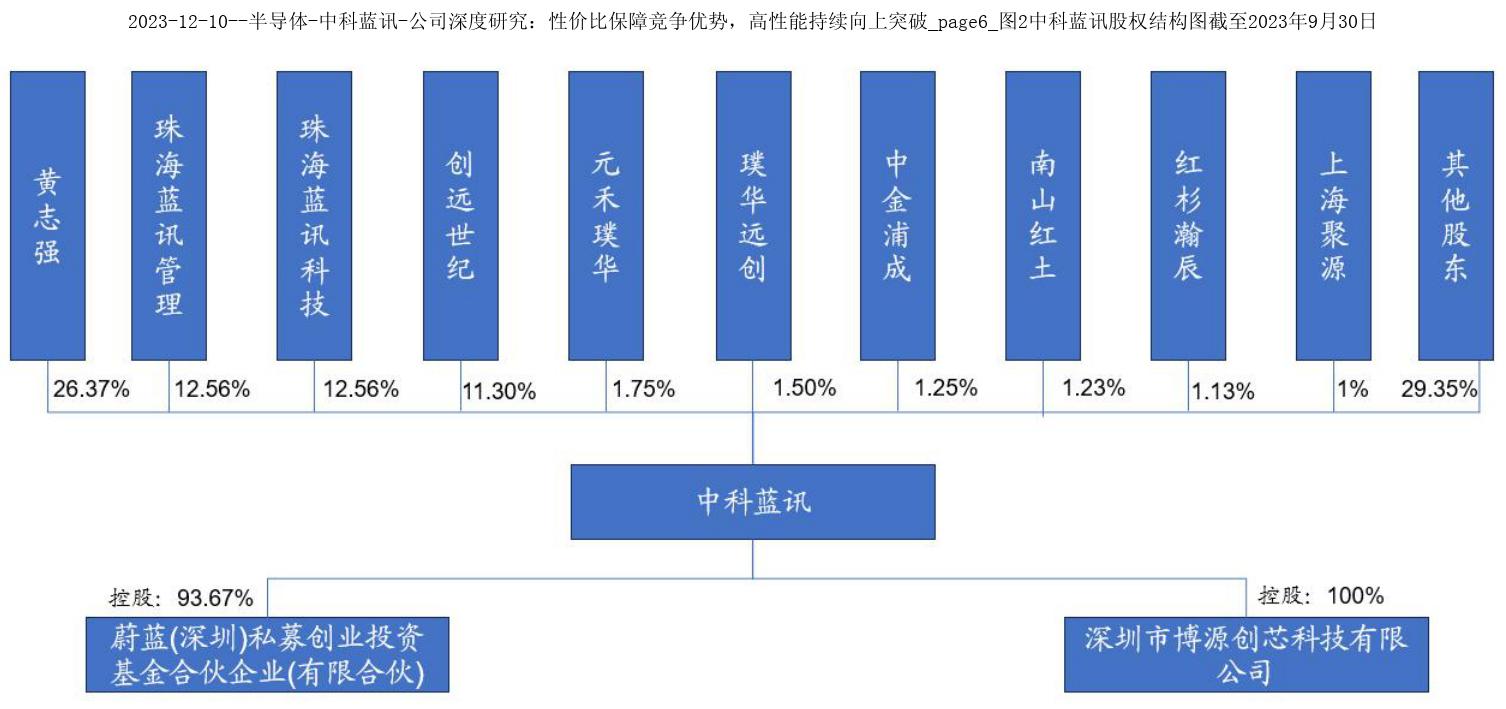 2023-12-10--半导体-中科蓝讯-公司深度研究：性价比保障竞争优势，高性能持续向上突破_page6_图2中科蓝讯股权结构图截至2023年9月30日
黄志强
珠海蓝讯管理
珠海蓝讯科技
创远世纪
元禾璞华
璞华远创
中金浦成
南山红土
红杉瀚辰
上海聚源
其他股东
26.37%
12.56%
12.56%
11.30%
1.75%
1.50%
1.25%
1.23%
1.13%
1%
29.35%
中科蓝讯
控股：93.67%
控股：100%
蔚蓝(深圳)私募创业投资
基金合伙企业(有限合伙)
深圳市博源创芯科技有限
公司